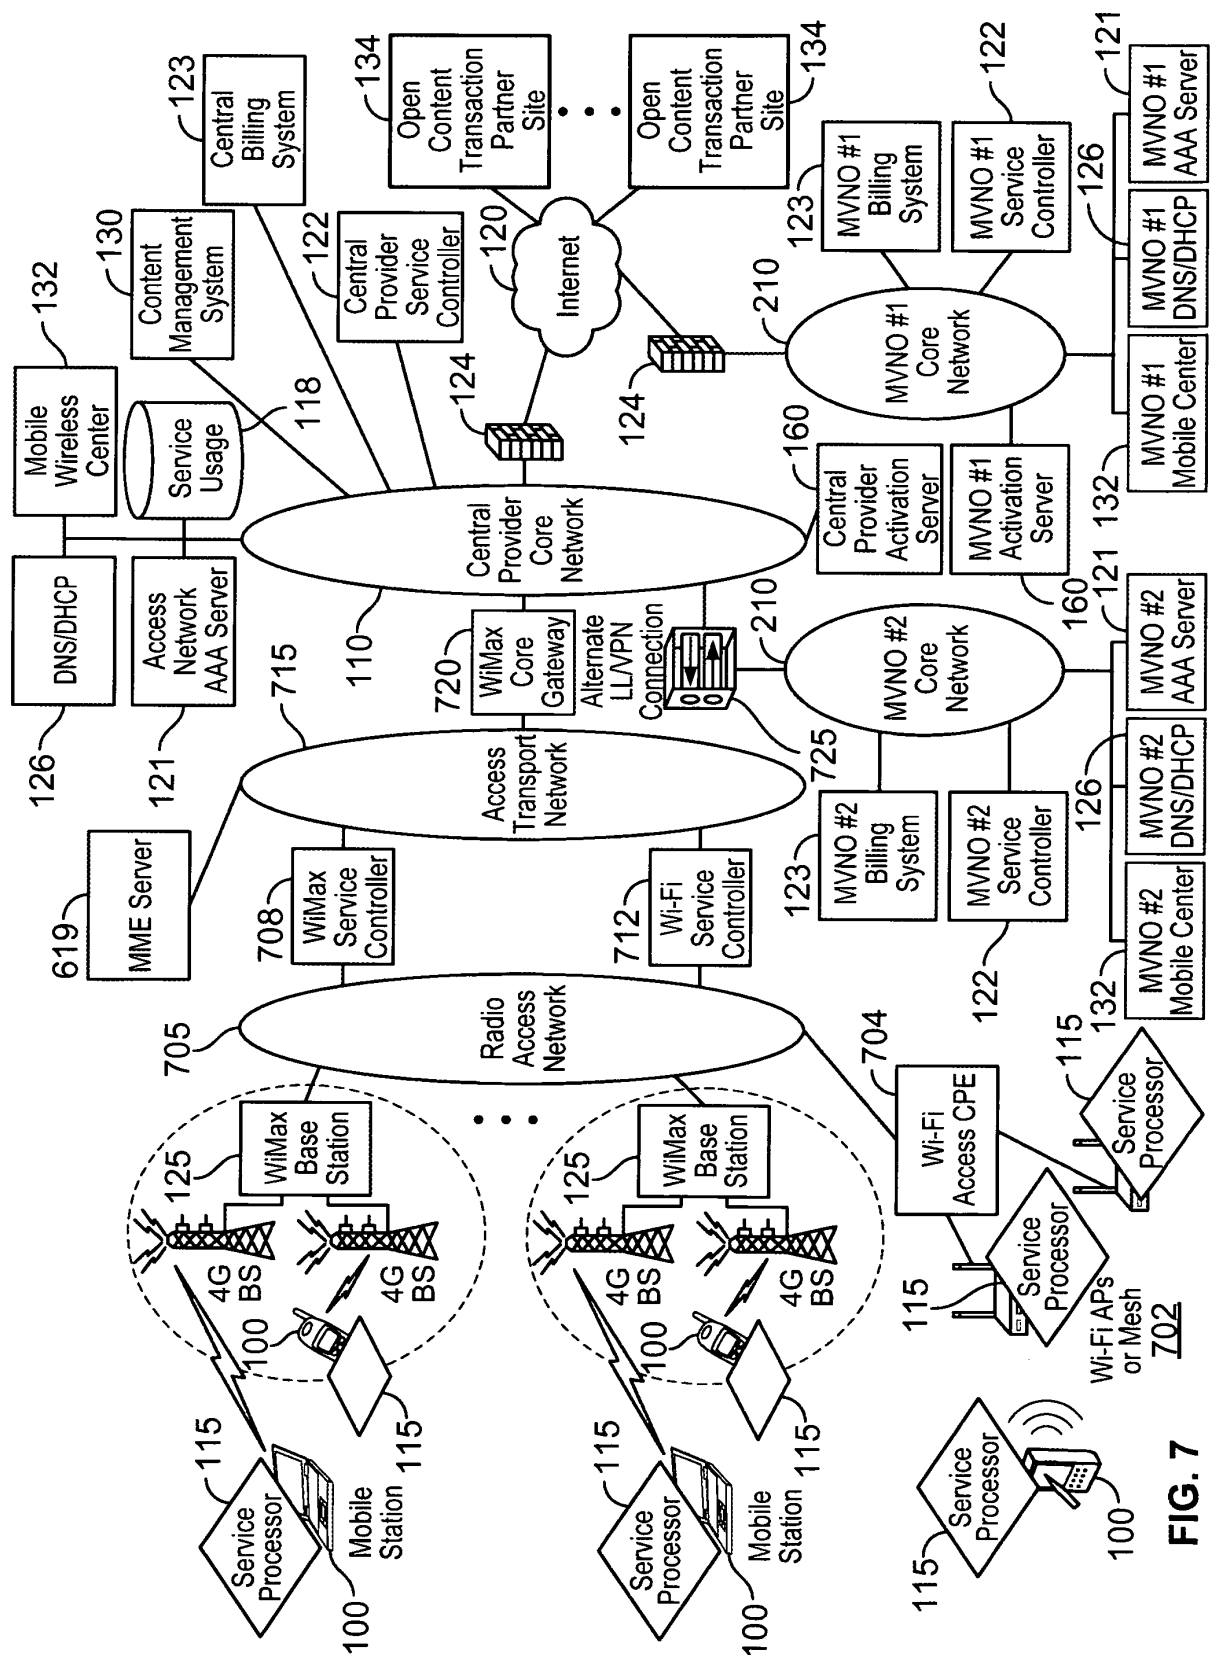 126
DNS/DHCP
Mobile
Wireless
Center
132
121
Access
Network
AAA Server
Service
Usage
118
Content
Management
System
130
Central
Billing
System
123
Central
Provider
Service
Controller
122
Open
Content
Transaction
Partner
Site
134
• • •
Open
Content
Transaction
Partner
Site
134
619
MME Server
715
Access
Transport
Network
720
WiMax
Core
Gateway
110
Central
Provider
Core
Network
124
120
Internet
124
705
Radio
Access
Network
708
WiMax
Service
Controller
712
Wi-Fi
Service
Controller
Alternate
LL/VPN
Connection
725
160
Central
Provider
Activation
Server
125
WiMax
Base
Station
4G
BS
4G
BS
100
115
115
Service
Processor
Mobile
Station
100
• • •
125
WiMax
Base
Station
4G
BS
4G
BS
100
115
115
Service
Processor
Mobile
Station
100
704
Wi-Fi
Access CPE
115
Service
Processor
115
Service
Processor
Wi-Fi APs
or Mesh
702
115
Service
Processor
100
210
MVNO #2
Core
Network
123
MVNO #2
Billing
System
122
MVNO #2
Service
Controller
132
MVNO #2
Mobile Center
126
MVNO #2
DNS/DHCP
121
MVNO #2
AAA Server
210
MVNO #1
Core
Network
123
MVNO #1
Billing
System
122
MVNO #1
Service
Controller
160
MVNO #1
Activation
Server
132
MVNO #1
Mobile Center
126
MVNO #1
DNS/DHCP
121
MVNO #1
AAA Server
FIG. 7